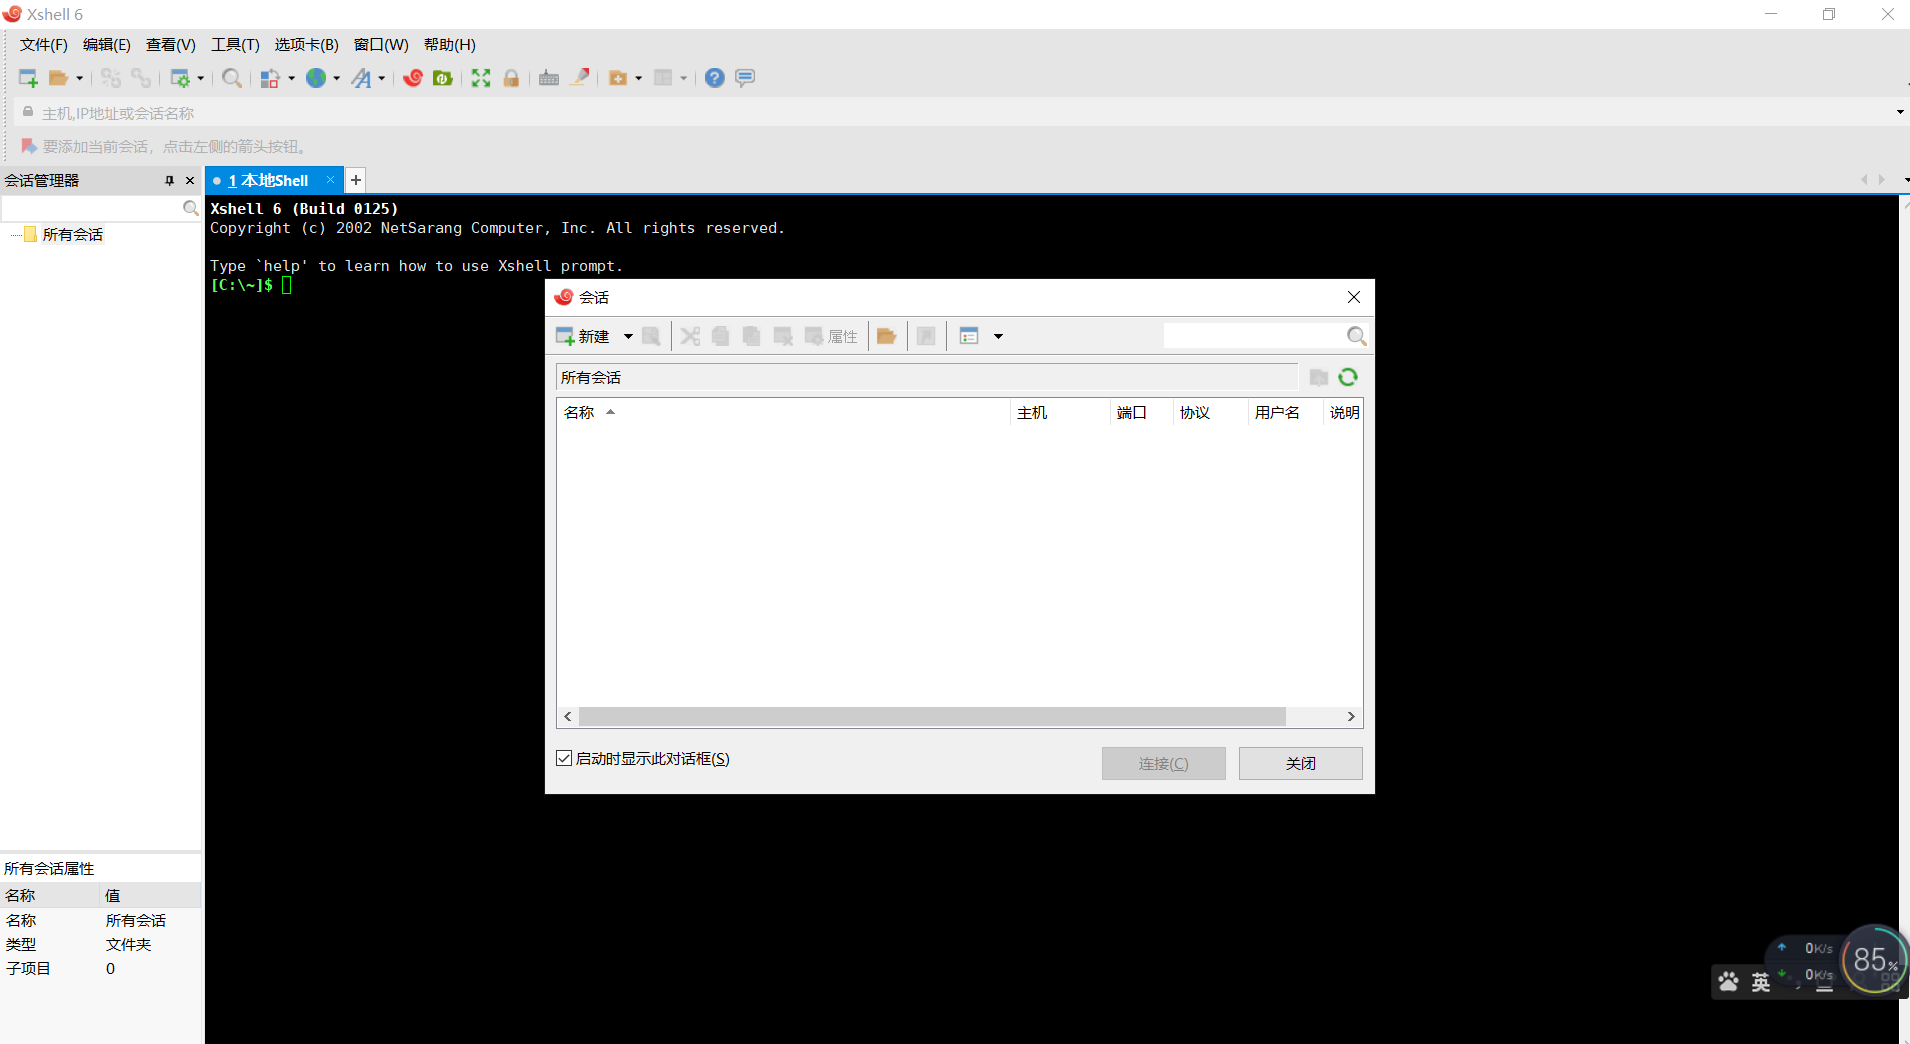 Xshell 6
文件(F) 编辑(E) 查看(V) 工具(T) 选项卡(B) 窗口(W) 帮助(H)
主机,IP地址或会话名称
要添加当前会话，点击左侧的箭头按钮。
会话管理器
1 本地Shell
所有会话
Xshell 6 (Build 0125)
Copyright (c) 2002 NetSarang Computer, Inc. All rights reserved.
Type `help' to learn how to use Xshell prompt.
[C:\~]$
会话
新建 属性
所有会话
名称 主机 端口 协议 用户名 说明
启动时显示此对话框(S)
连接(C) 关闭
所有会话属性
名称 值
名称 所有会话
类型 文件夹
子项目 0
0K/s
0K/s
85%
英